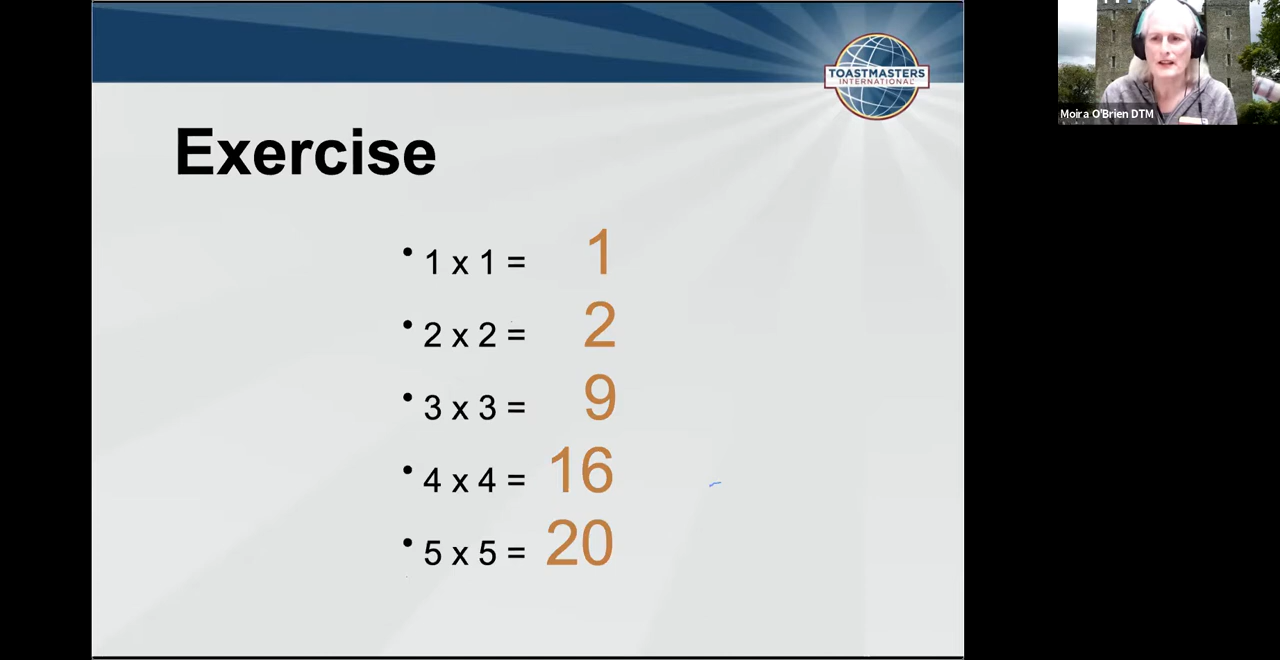 TOASTMASTERS
INTERNATIONAL
Moira O'Brien DTM
Exercise
• 1 x 1 = 1
• 2 x 2 = 2
• 3 x 3 = 9
• 4 x 4 = 16
• 5 x 5 = 20